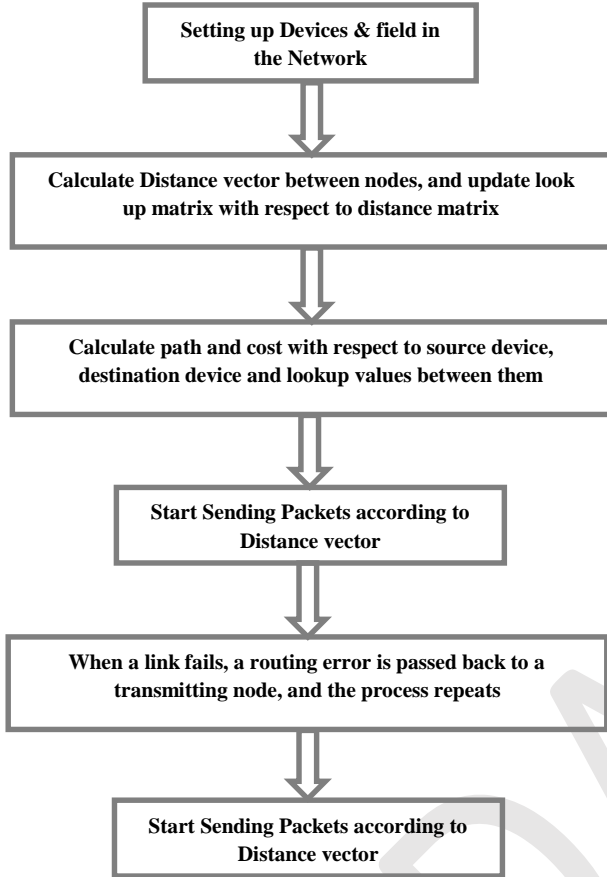 Setting up Devices & field in
the Network
Calculate Distance vector between nodes, and update look
up matrix with respect to distance matrix
Calculate path and cost with respect to source device,
destination device and lookup values between them
Start Sending Packets according to
Distance vector
When a link fails, a routing error is passed back to a
transmitting node, and the process repeats
Start Sending Packets according to
Distance vector